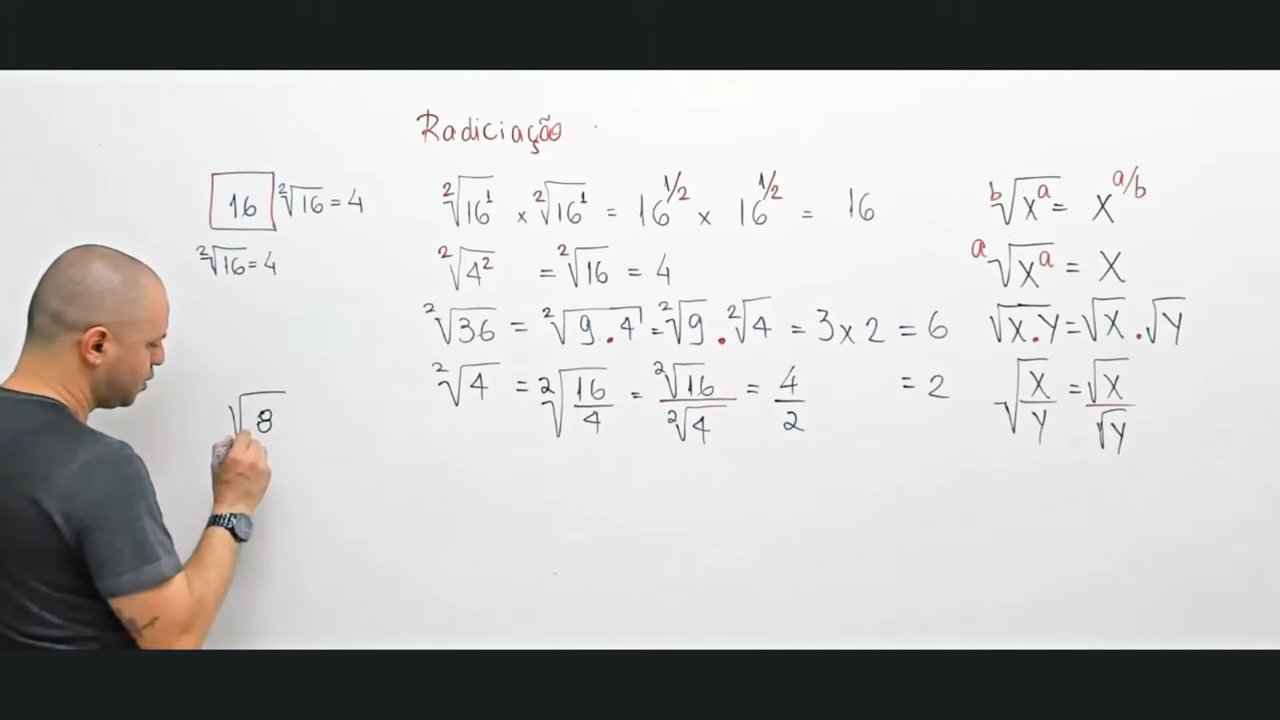 Radiciação
16 ²√16 = 4
²√16 = 4
²√16¹ x ²√16¹ = 16^1/2 x 16^1/2 = 16
²√4² = ²√16 = 4
²√36 = ²√9.4 = ²√9 . ²√4 = 3 x 2 = 6
²√4 = ²√16/4 = ²√16/²√4 = 4/2 = 2
ᵇ√xᵃ = x^a/b
ᵃ√xᵃ = x
√x.y = √x . √y
√x/y = √x/√y
√8